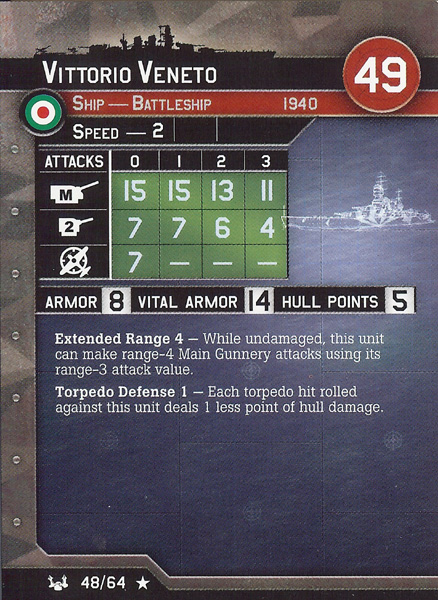 VITTORIO VENETO
49
SHIP — BATTLESHIP 1940
SPEED — 2
ATTACKS 0 1 2 3
M 15 15 13 11
2 7 7 6 4
7 — — —
ARMOR 8 VITAL ARMOR 14 HULL POINTS 5
Extended Range 4 — While undamaged, this unit
can make range-4 Main Gunnery attacks using its
range-3 attack value.
Torpedo Defense 1 — Each torpedo hit rolled
against this unit deals 1 less point of hull damage.
48/64 ★